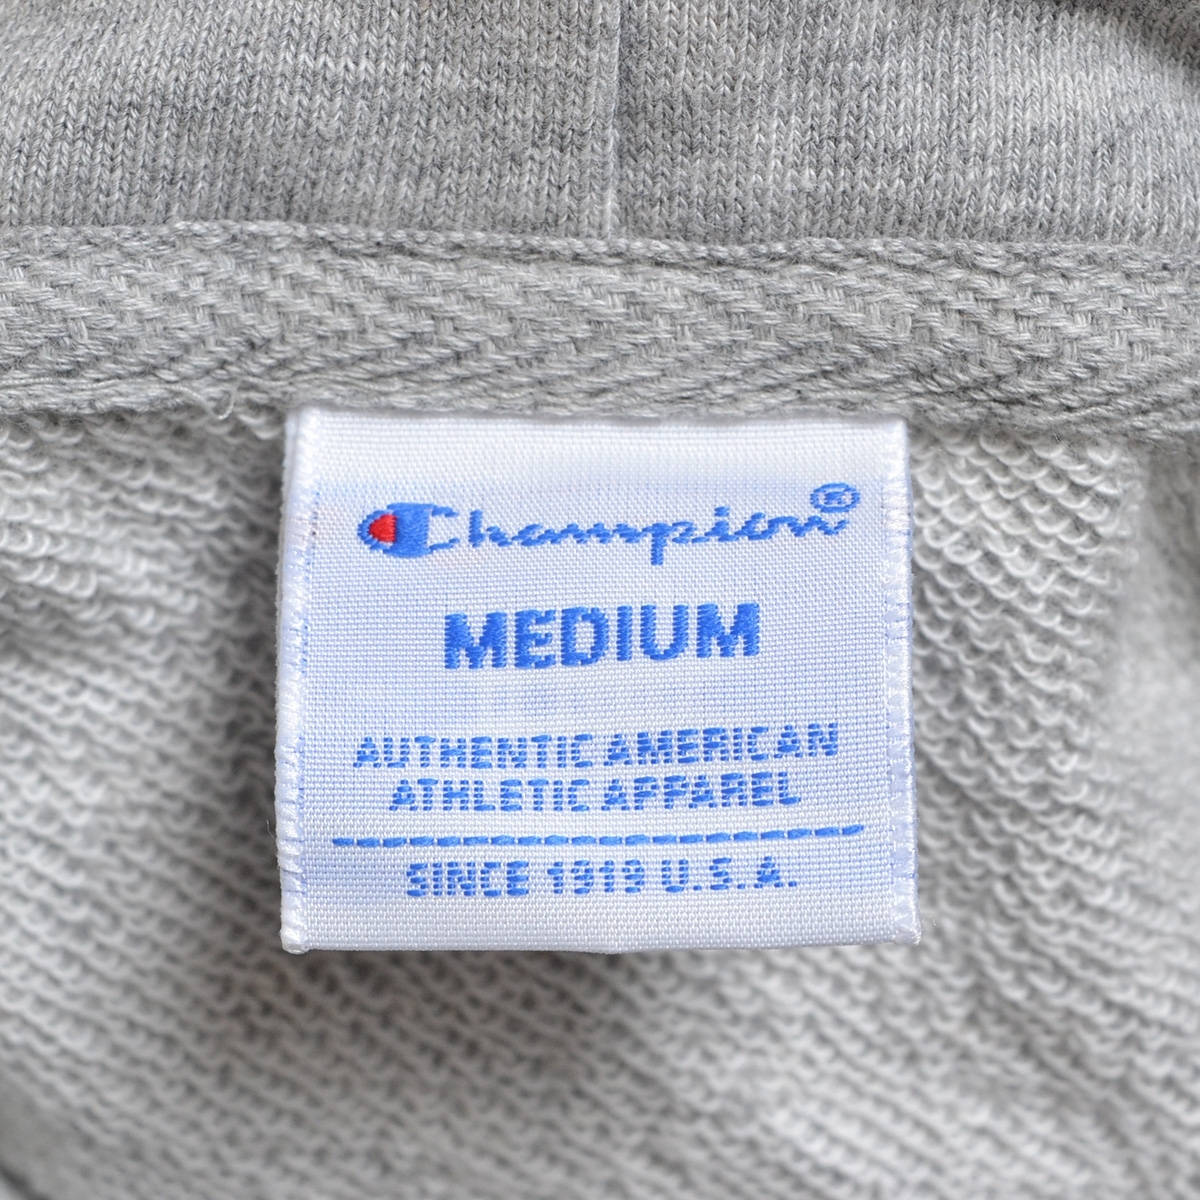 Champion®
MEDIUM
AUTHENTIC AMERICAN
ATHLETIC APPAREL
SINCE 1919 U.S.A.